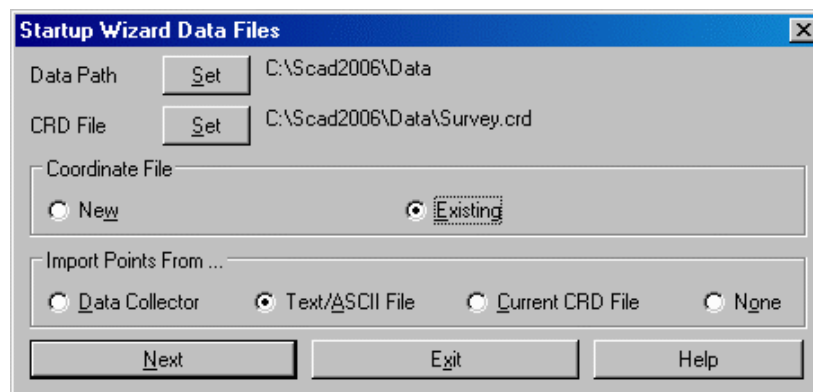 Startup Wizard Data Files
Data Path Set C:\Scad2006\Data
CRD File Set C:\Scad2006\Data\Survey.crd
Coordinate File
New Existing
Import Points From ...
Data Collector Text/ASCII File Current CRD File None
Next Exit Help